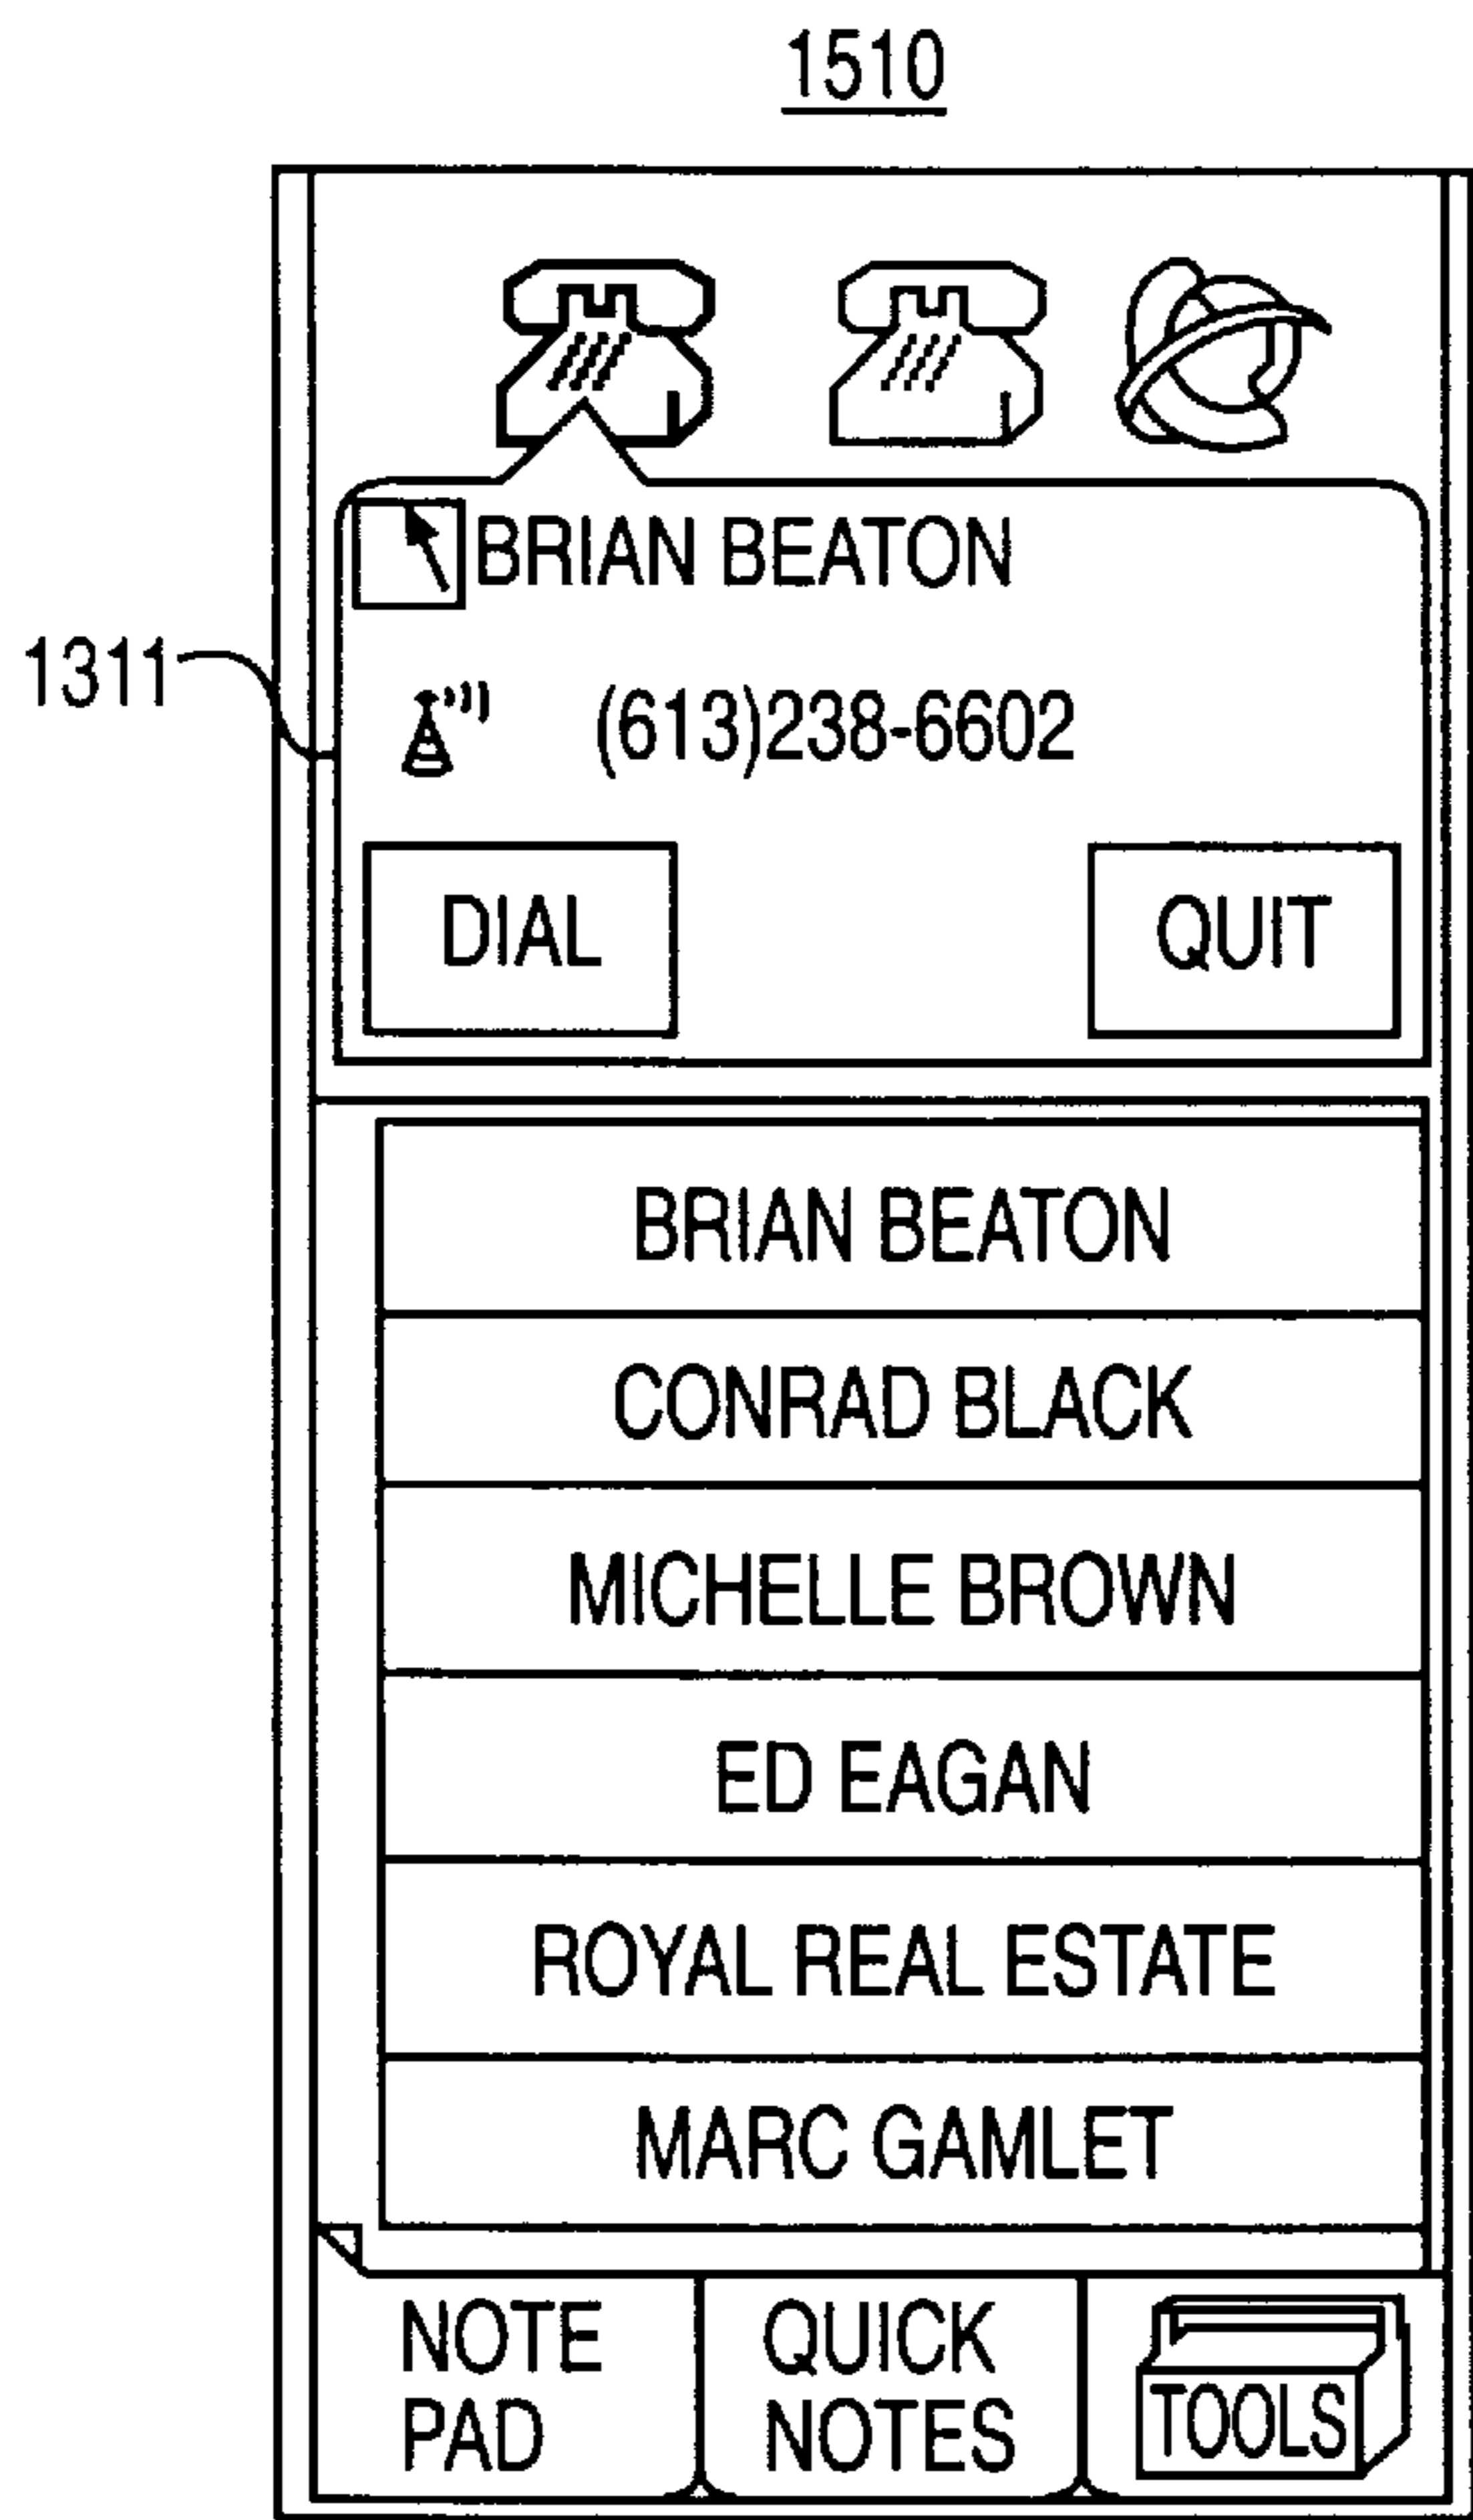 1510
BRIAN BEATON
1311
(613)238-6602
DIAL QUIT
BRIAN BEATON
CONRAD BLACK
MICHELLE BROWN
ED EAGAN
ROYAL REAL ESTATE
MARC GAMLET
NOTE
PAD
QUICK
NOTES
TOOLS